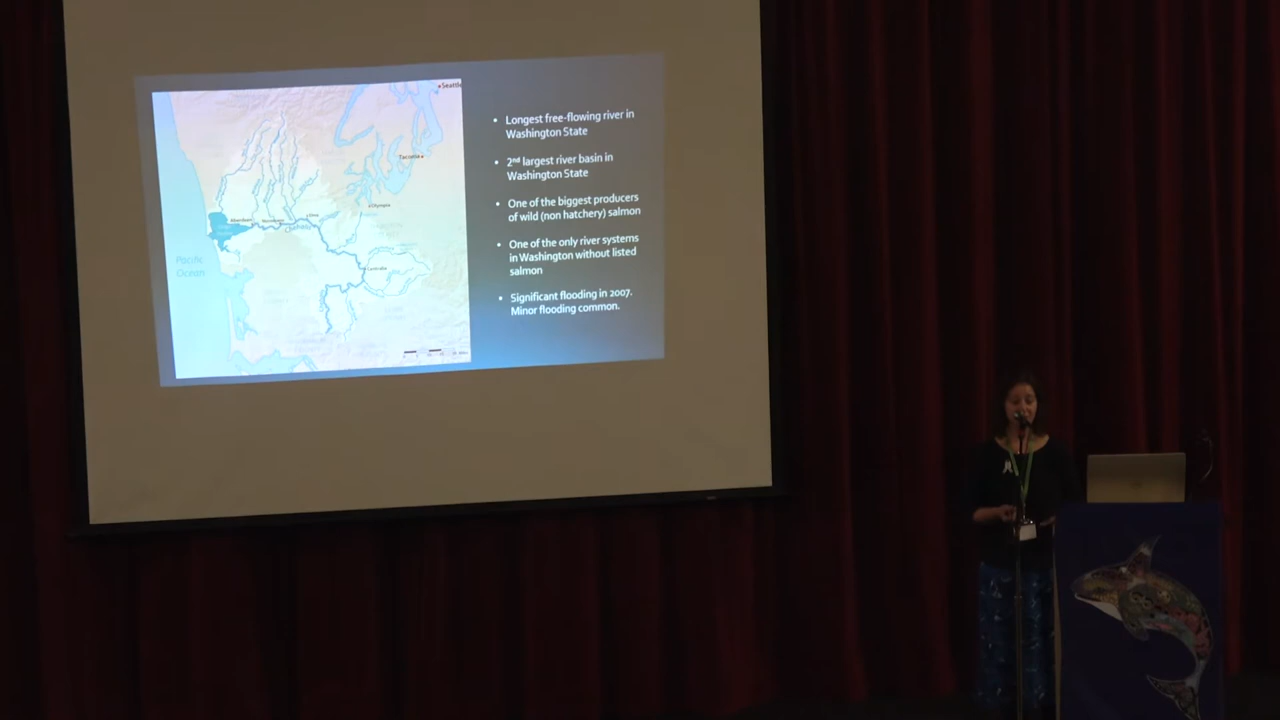 Seattle
Tacoma
Olympia
Elma
Aberdeen
Centralia
Pacific
Ocean
• Longest free-flowing river in
Washington State
• 2nd largest river basin in
Washington State
• One of the biggest producers
of wild (non hatchery) salmon
• One of the only river systems
in Washington without listed
salmon
• Significant flooding in 2007.
Minor flooding common.